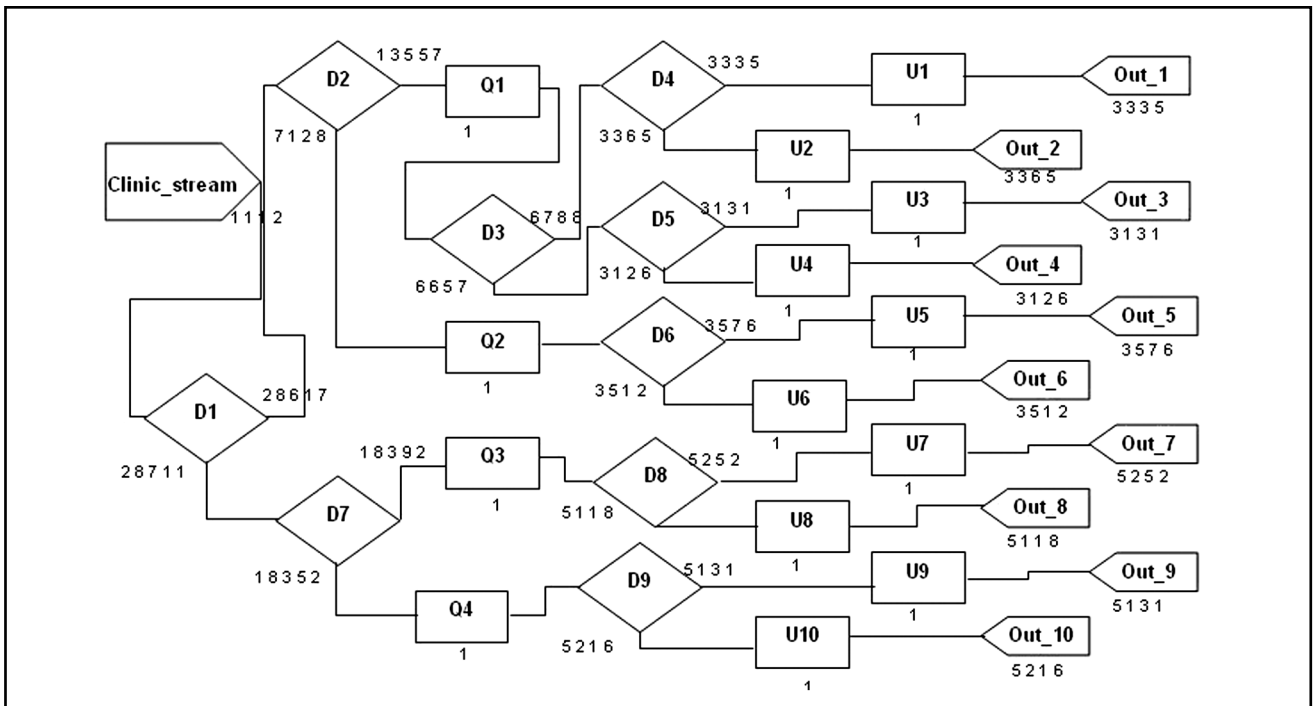 13557
D2
Q1
1
7128
D4
3335
3365
U1
1
Out_1
3335
U2
1
Out_2
3365
Clinic_stream
1112
D3
6788
6657
D5
3131
3126
U3
1
Out_3
3131
U4
1
Out_4
3126
Q2
1
D6
3576
3512
U5
1
Out_5
3576
U6
1
Out_6
3512
D1
28617
28711
18392
Q3
1
D8
5252
5118
U7
1
Out_7
5252
U8
1
Out_8
5118
D7
18352
Q4
1
D9
5131
5216
U9
1
Out_9
5131
U10
1
Out_10
5216